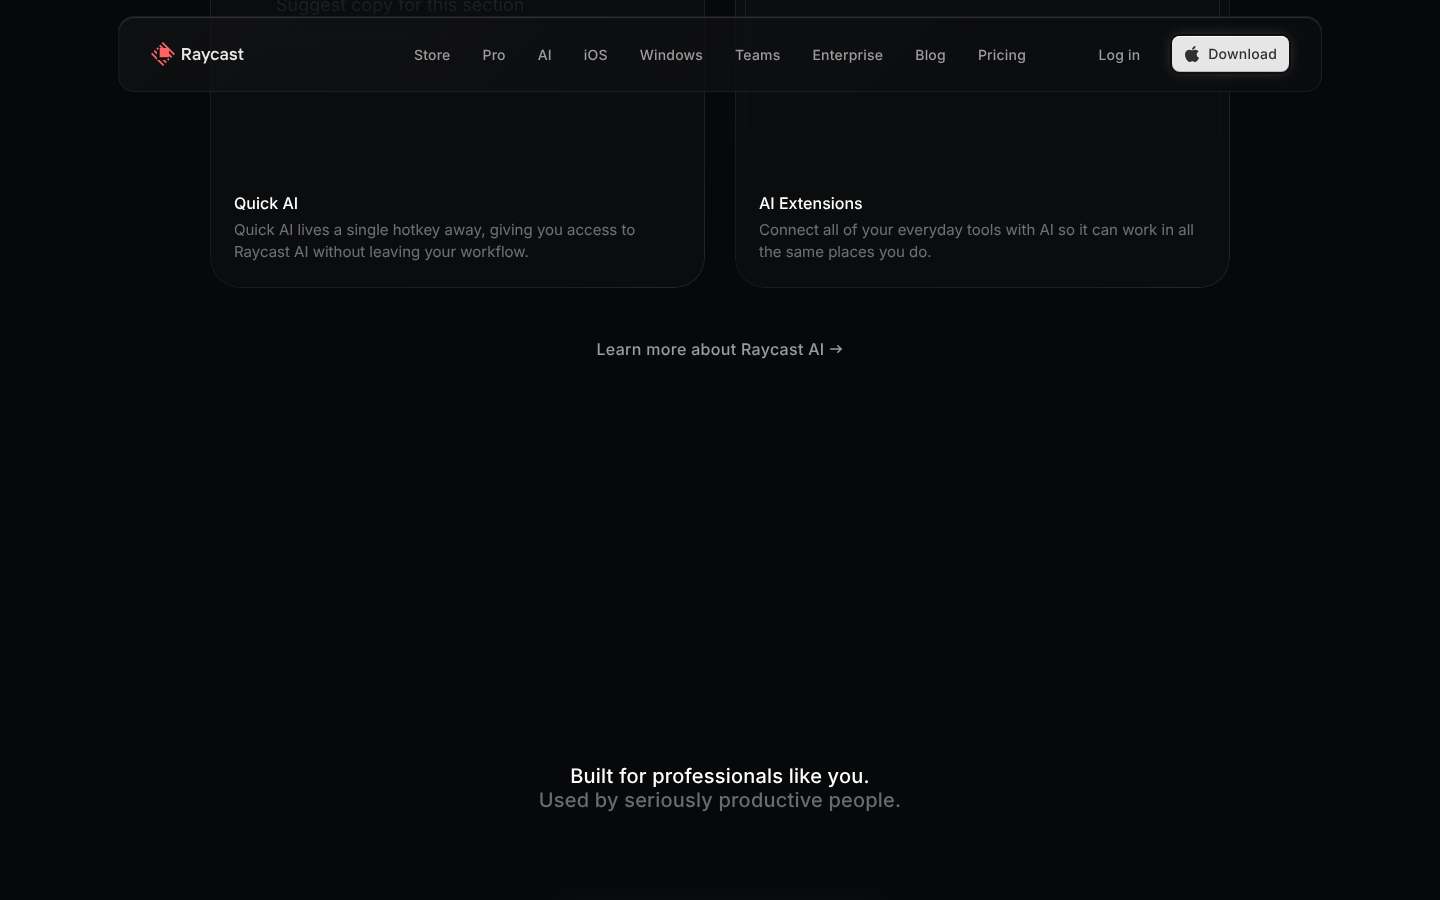 Suggest copy for this section
Raycast
Store
Pro
AI
iOS
Windows
Teams
Enterprise
Blog
Pricing
Log in
Download
Quick AI
Quick AI lives a single hotkey away, giving you access to
Raycast AI without leaving your workflow.
AI Extensions
Connect all of your everyday tools with AI so it can work in all
the same places you do.
Learn more about Raycast AI →
Built for professionals like you.
Used by seriously productive people.